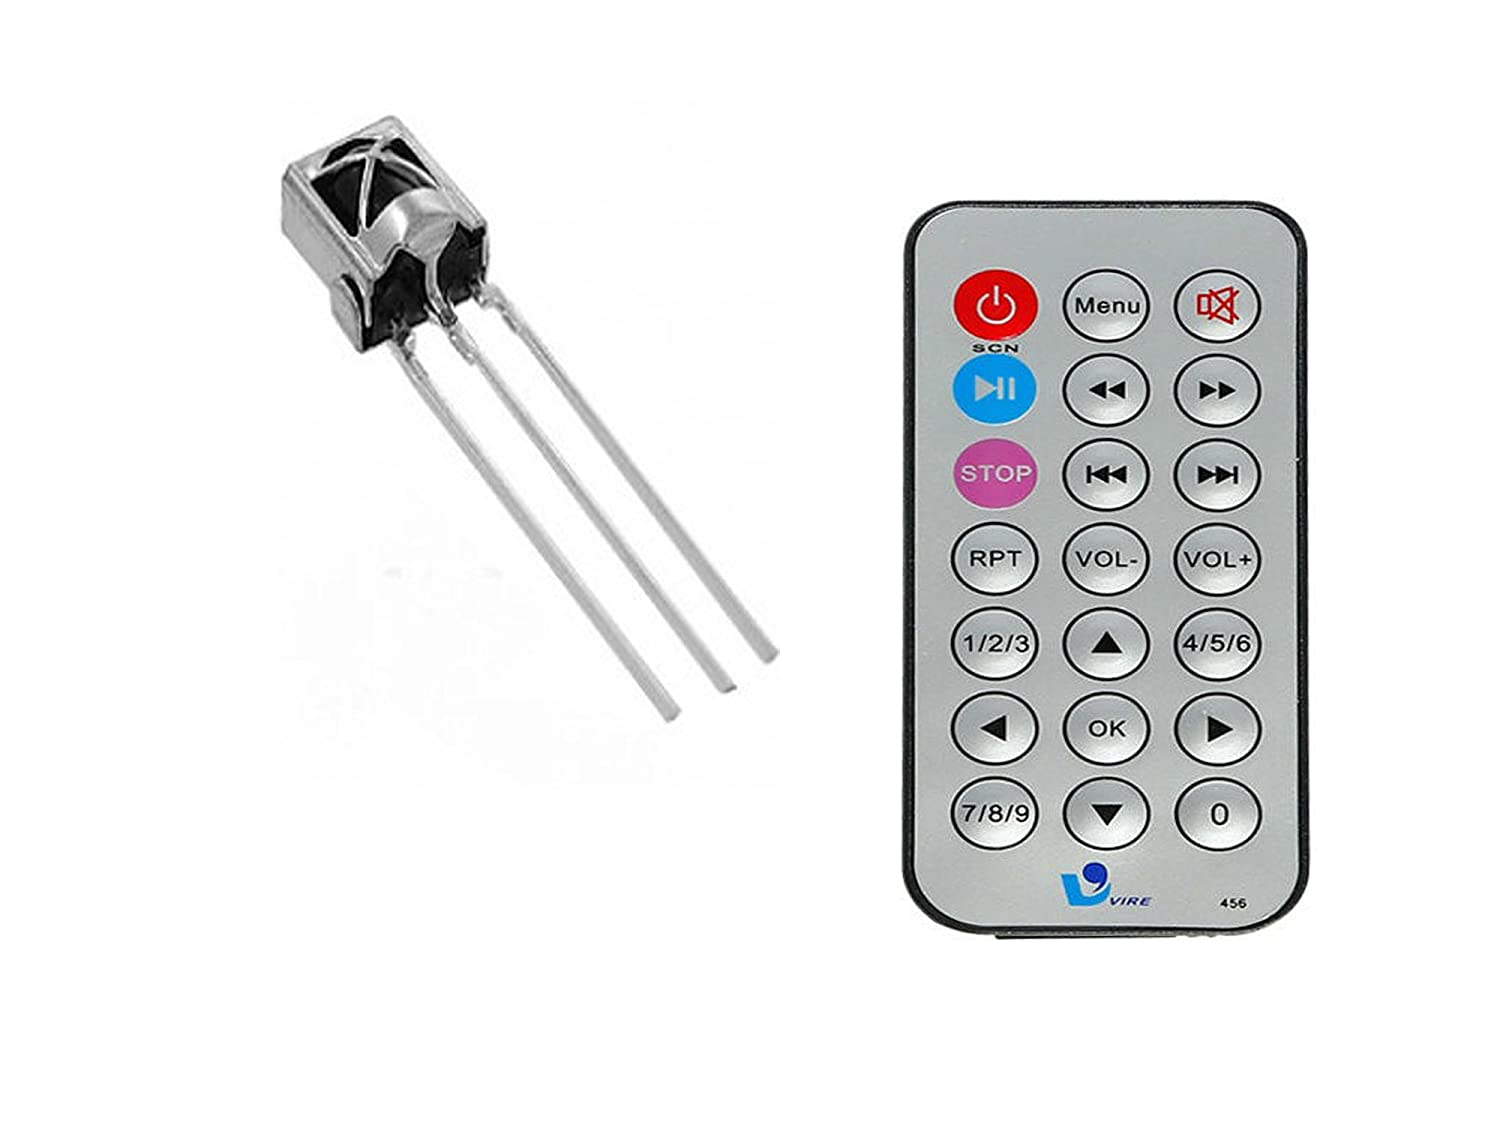 Menu
SCN
STOP
RPT VOL- VOL+
1/2/3 4/5/6
OK
7/8/9 0
VIRE 456